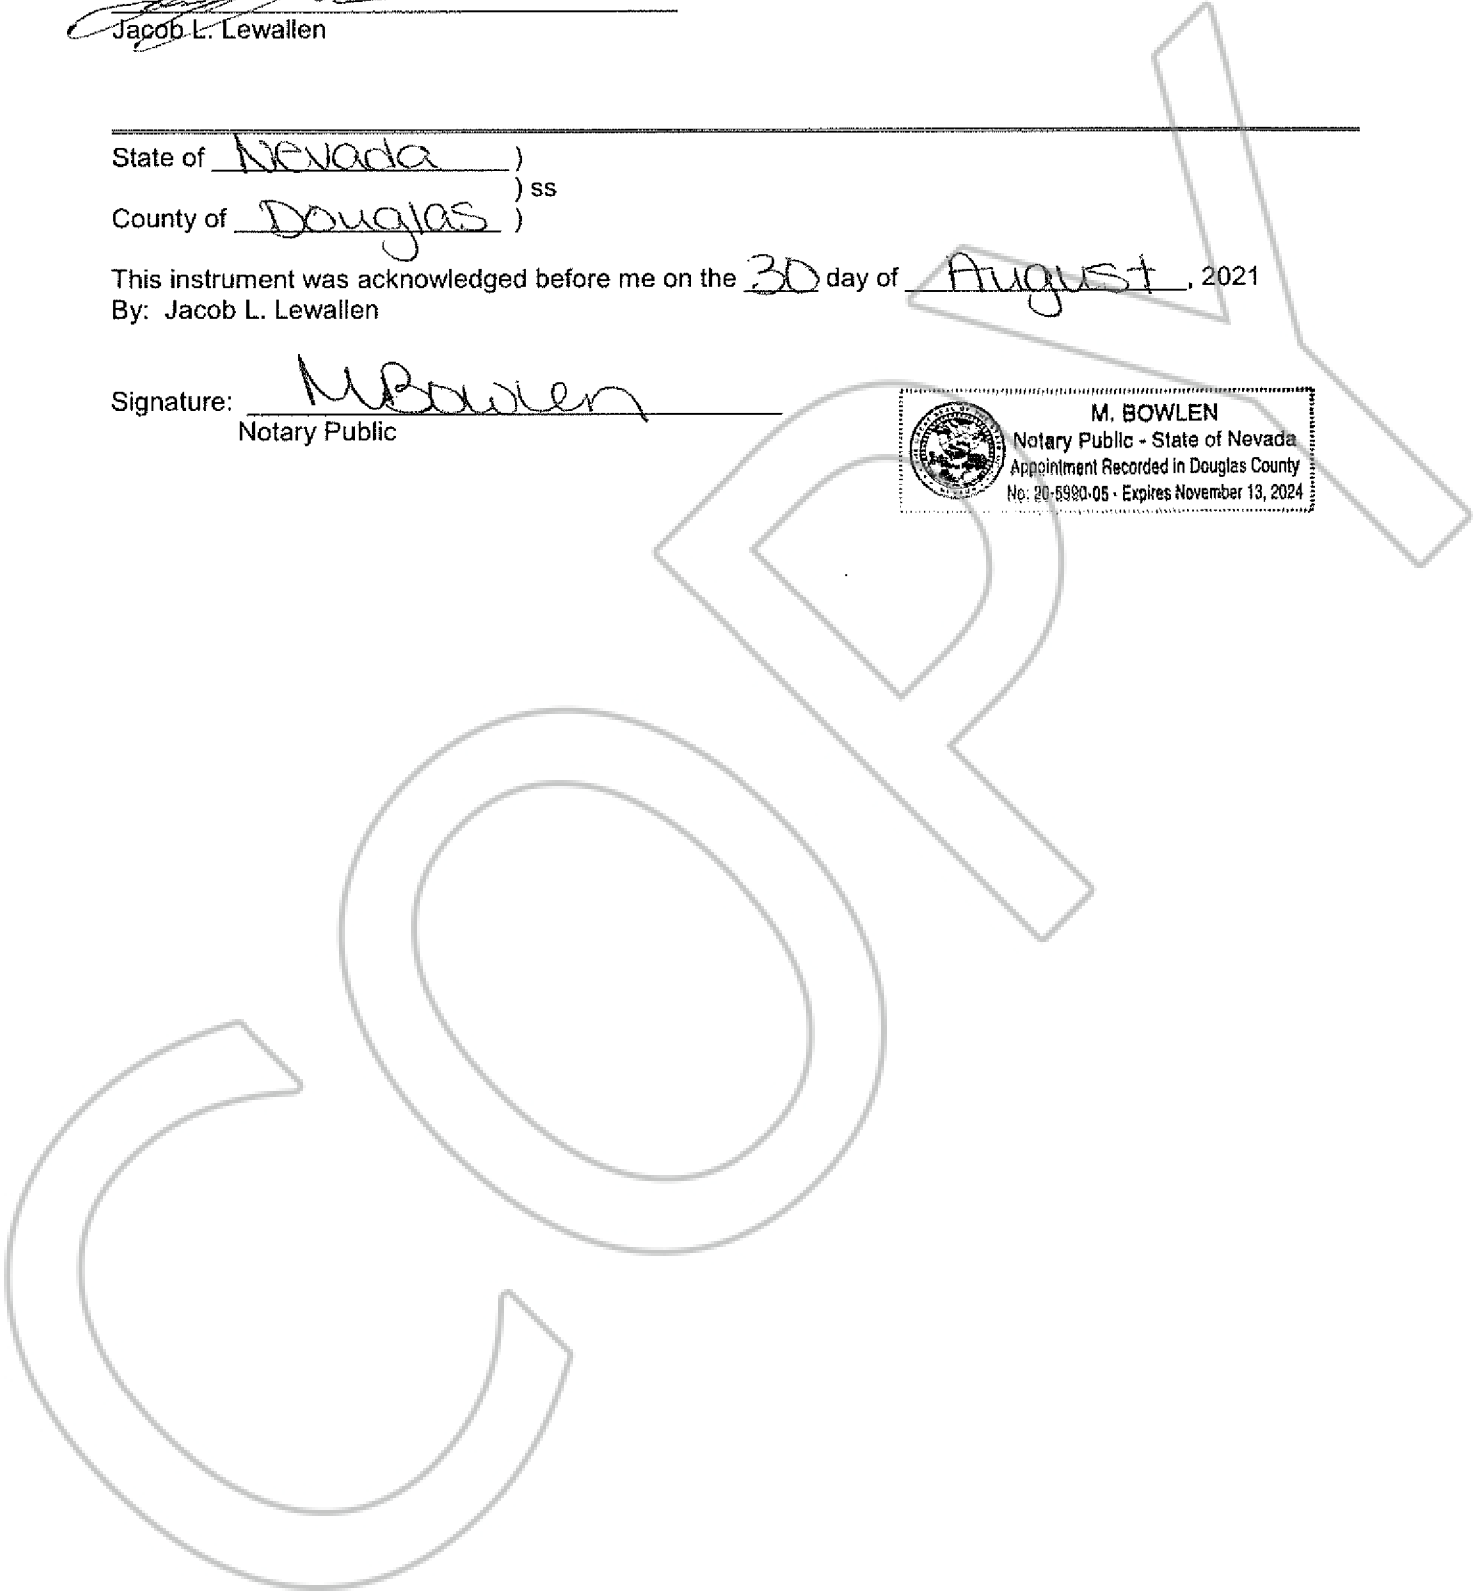 Jacob L. Lewallen
State of Nevada )
) ss
County of Douglas )
This instrument was acknowledged before me on the 30 day of August, 2021
By: Jacob L. Lewallen
Signature: MBowlen
Notary Public
M. BOWLEN
Notary Public - State of Nevada
Appointment Recorded in Douglas County
No: 20-5990-05 - Expires November 13, 2024
COPY